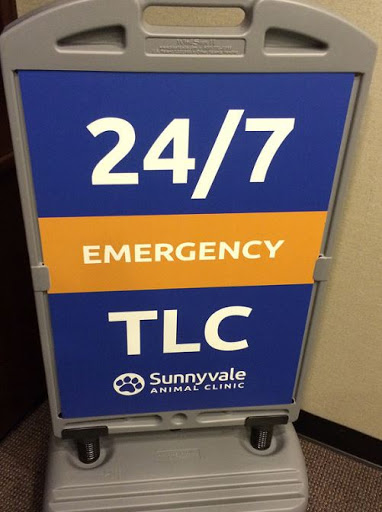 24/7
EMERGENCY
TLC
Sunnyvale
ANIMAL CLINIC